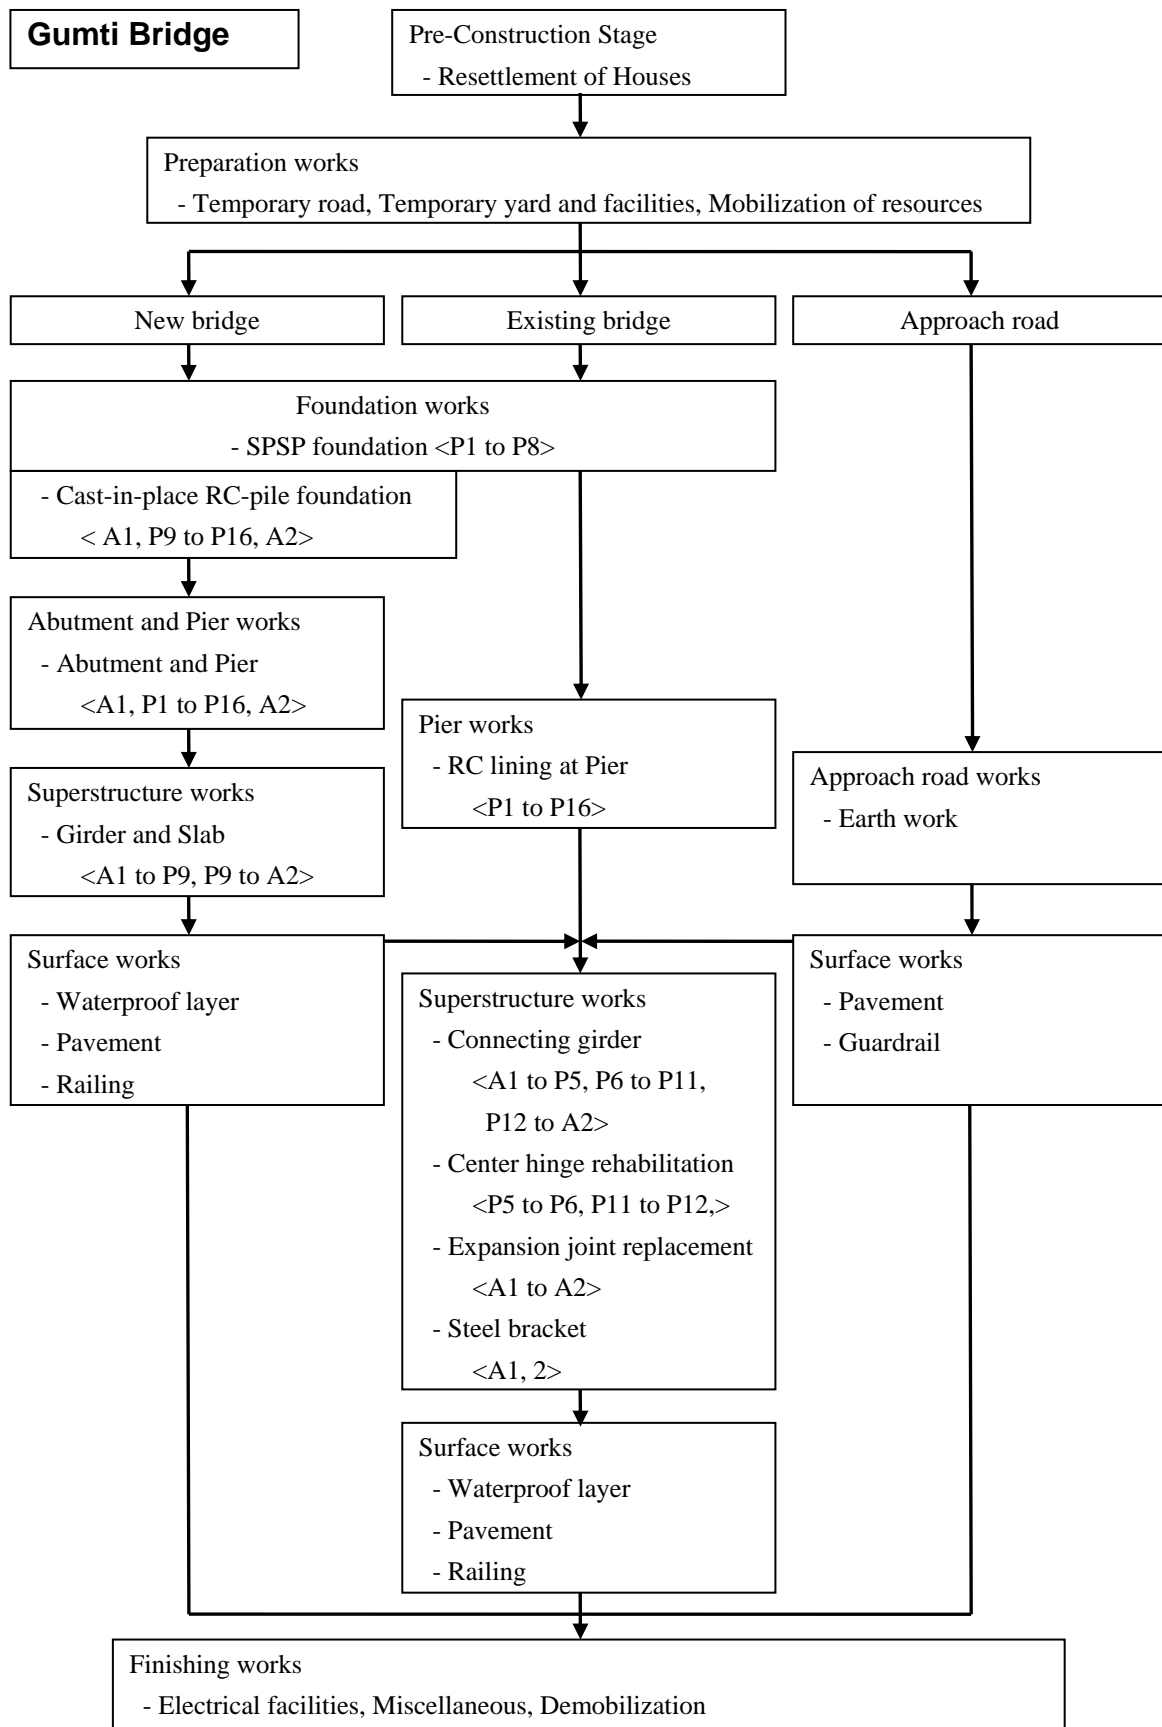 Gumti Bridge
Pre-Construction Stage
- Resettlement of Houses
Preparation works
- Temporary road, Temporary yard and facilities, Mobilization of resources
New bridge
Existing bridge
Approach road
Foundation works
- SPSP foundation <P1 to P8>
- Cast-in-place RC-pile foundation
< A1, P9 to P16, A2>
Abutment and Pier works
- Abutment and Pier
<A1, P1 to P16, A2>
Pier works
- RC lining at Pier
<P1 to P16>
Approach road works
- Earth work
Superstructure works
- Girder and Slab
<A1 to P9, P9 to A2>
Surface works
- Waterproof layer
- Pavement
- Railing
Superstructure works
- Connecting girder
<A1 to P5, P6 to P11,
P12 to A2>
- Center hinge rehabilitation
<P5 to P6, P11 to P12,>
- Expansion joint replacement
<A1 to A2>
- Steel bracket
<A1, 2>
Surface works
- Pavement
- Guardrail
Surface works
- Waterproof layer
- Pavement
- Railing
Finishing works
- Electrical facilities, Miscellaneous, Demobilization